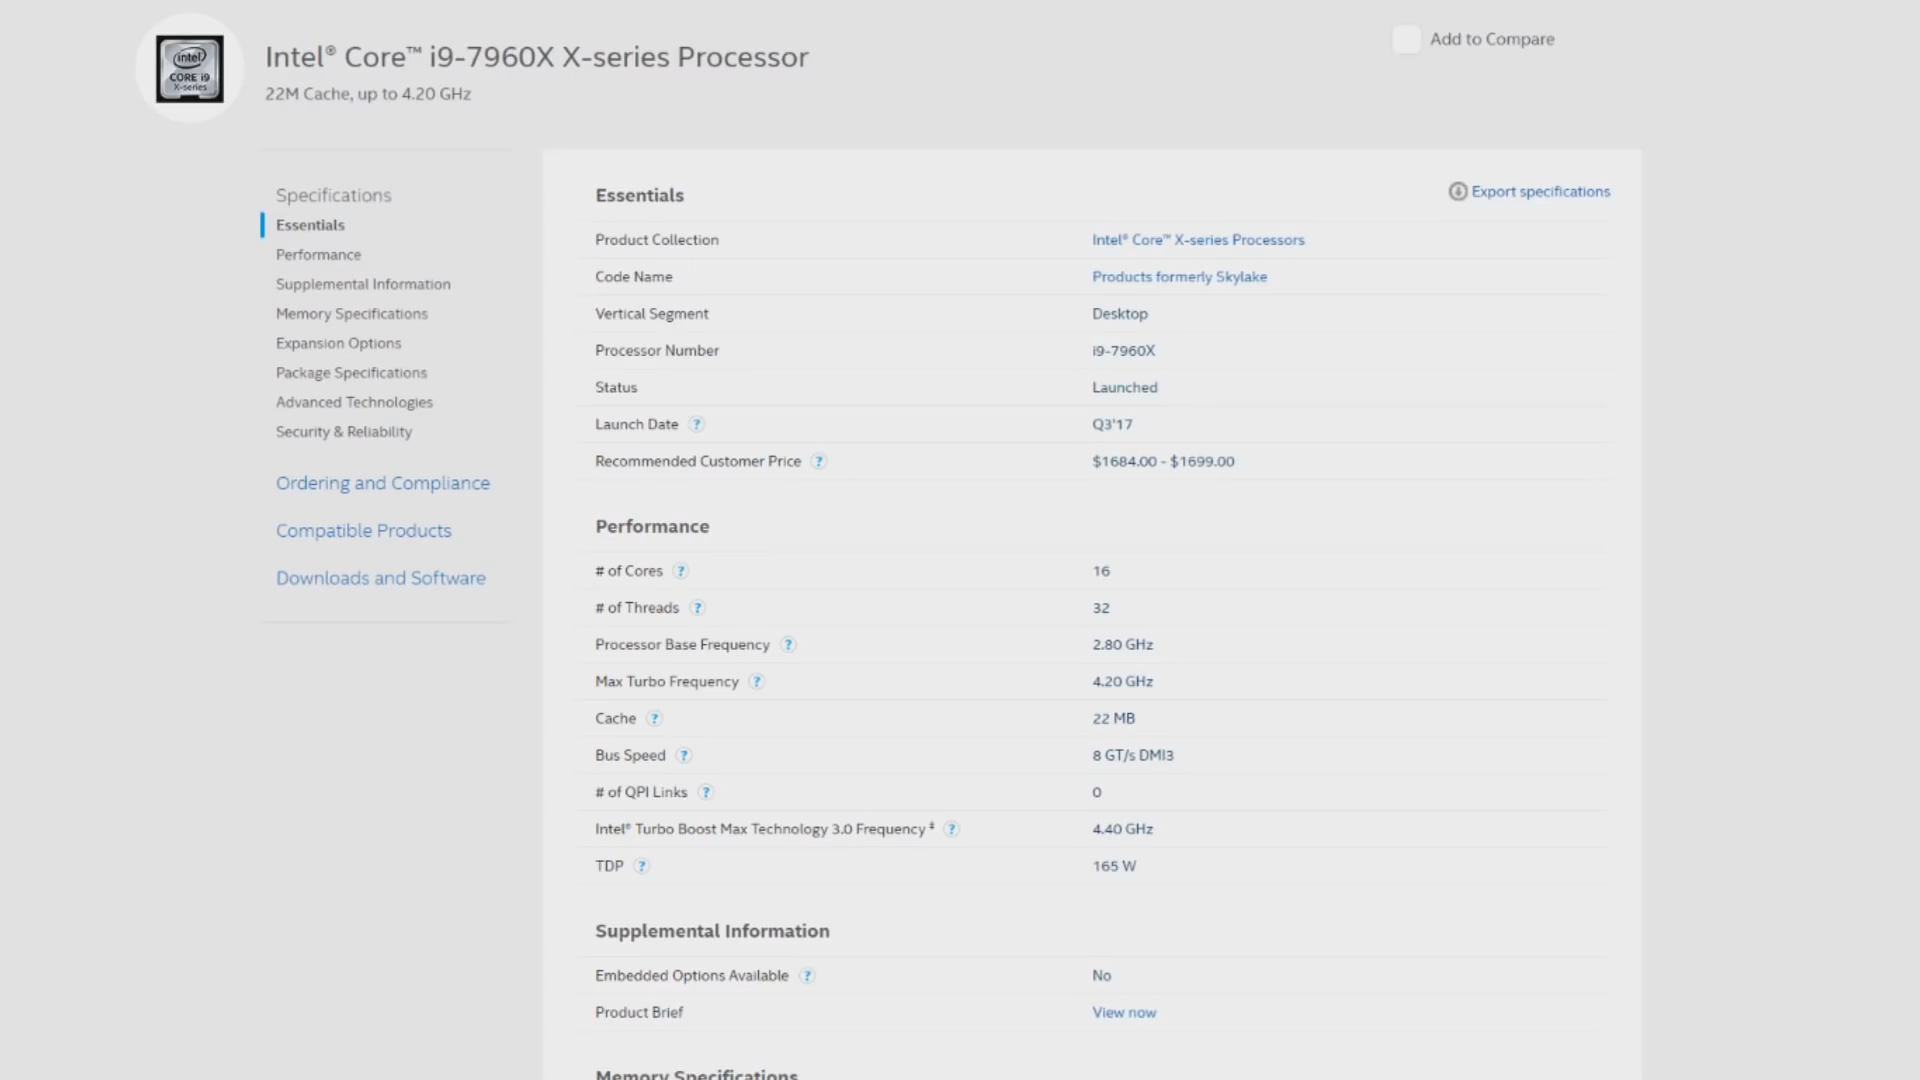 intel
CORE i9
X-series
Intel® Core™ i9-7960X X-series Processor
22M Cache, up to 4.20 GHz
Add to Compare
Specifications
Essentials
Performance
Supplemental Information
Memory Specifications
Expansion Options
Package Specifications
Advanced Technologies
Security & Reliability
Ordering and Compliance
Compatible Products
Downloads and Software
Essentials
Export specifications
Product Collection Intel® Core™ X-series Processors
Code Name Products formerly Skylake
Vertical Segment Desktop
Processor Number i9-7960X
Status Launched
Launch Date ? Q3'17
Recommended Customer Price ? $1684.00 - $1699.00
Performance
# of Cores ? 16
# of Threads ? 32
Processor Base Frequency ? 2.80 GHz
Max Turbo Frequency ? 4.20 GHz
Cache ? 22 MB
Bus Speed ? 8 GT/s DMI3
# of QPI Links ? 0
Intel® Turbo Boost Max Technology 3.0 Frequency ‡ ? 4.40 GHz
TDP ? 165 W
Supplemental Information
Embedded Options Available ? No
Product Brief View now
Memory Specifications